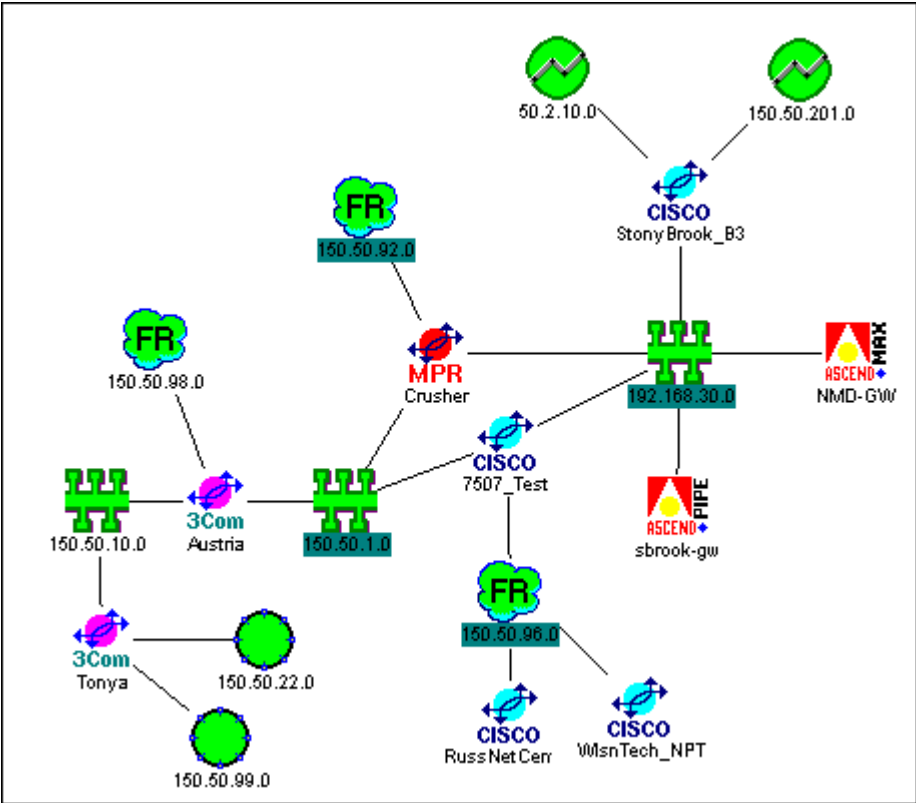 50.2.10.0
150.50.201.0
CISCO
Stony Brook_B3
FR
150.50.92.0
FR
150.50.98.0
MPR
Crusher
192.168.30.0
ASCEND
MAX
NMD-GW
CISCO
7507_Test
150.50.10.0
3Com
Austria
150.50.1.0
ASCEND
PIPE
sbrook-gw
FR
150.50.96.0
3Com
Tonya
150.50.22.0
150.50.99.0
CISCO
Russ Net Cem
CISCO
WlsnTech_NPT